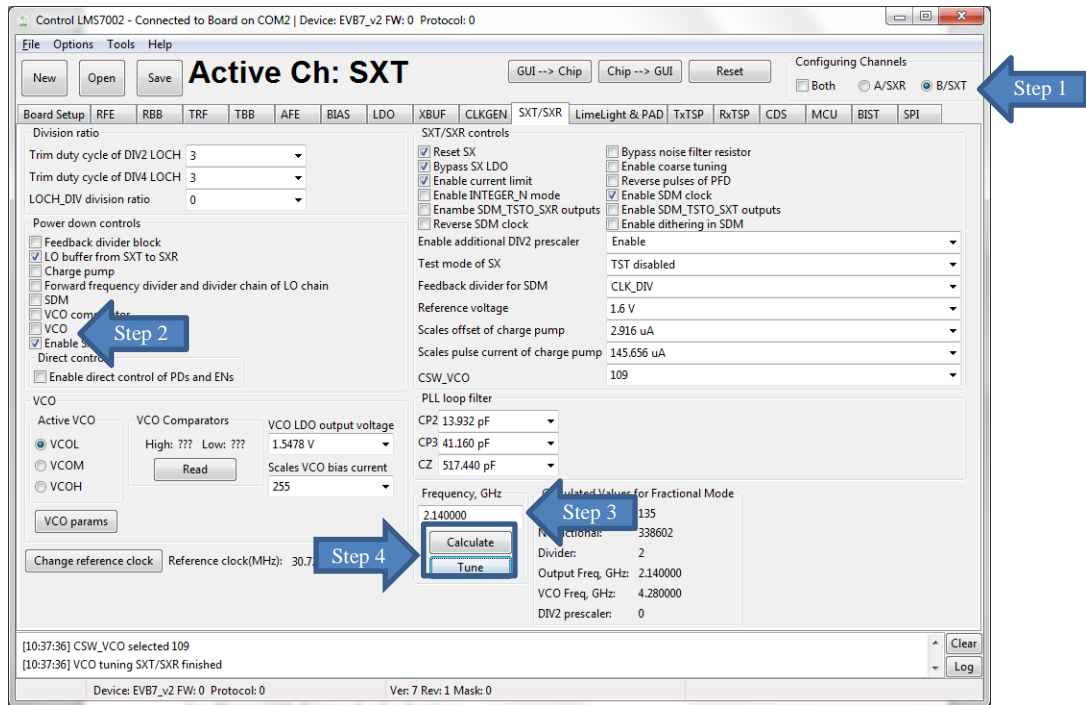 Control LMS7002 - Connected to Board on COM2 | Device: EVB7_v2 FW: 0 Protocol: 0
File Options Tools Help
New Open Save Active Ch: SXT GUI --> Chip Chip --> GUI Reset
Configuring Channels
Both A/SXR B/SXT
Step 1
Board Setup RFE RBB TRF TBB AFE BIAS LDO XBUF CLKGEN SXT/SXR LimeLight & PAD TxTSP RxTSP CDS MCU BIST SPI
Division ratio
Trim duty cycle of DIV2 LOCH 3
Trim duty cycle of DIV4 LOCH 3
LOCH_DIV division ratio 0
Power down controls
Feedback divider block
LO buffer from SXT to SXR
Charge pump
Forward frequency divider and divider chain of LO chain
SDM
VCO
Step 2
Enable
Direct
Enable direct control of PDs and ENs
VCO
Active VCO
VCOL
VCOM
VCOH
VCO Comparators
High: ??? Low: ???
Read
VCO LDO output voltage
1.5478 V
Scales VCO bias current
255
VCO params
Change reference clock Reference clock(MHz):
Step 4
SXT/SXR controls
Reset SX
Bypass SX LDO
Enable current limit
Enable INTEGER_N mode
Enambe SDM_TSTO_SXR outputs
Reverse SDM clock
Bypass noise filter resistor
Enable coarse tuning
Reverse pulses of PFD
Enable SDM clock
Enable SDM_TSTO_SXT outputs
Enable dithering in SDM
Enable additional DIV2 prescaler Enable
Test mode of SX TST disabled
Feedback divider for SDM CLK_DIV
Reference voltage 1.6 V
Scales offset of charge pump 2.916 uA
Scales pulse current of charge pump 145.656 uA
CSW_VCO 109
PLL loop filter
CP2 13.932 pF
CP3 41.160 pF
CZ 517.440 pF
Frequency, GHz
2.140000
Calculate
Tune
Step 3
Values for Fractional Mode
135
338602
Divider: 2
Output Freq, GHz: 2.140000
VCO Freq, GHz: 4.280000
DIV2 prescaler: 0
[10:37:36] CSW_VCO selected 109
[10:37:36] VCO tuning SXT/SXR finished
Clear
Log
Device: EVB7_v2 FW: 0 Protocol: 0 Ver: 7 Rev: 1 Mask: 0